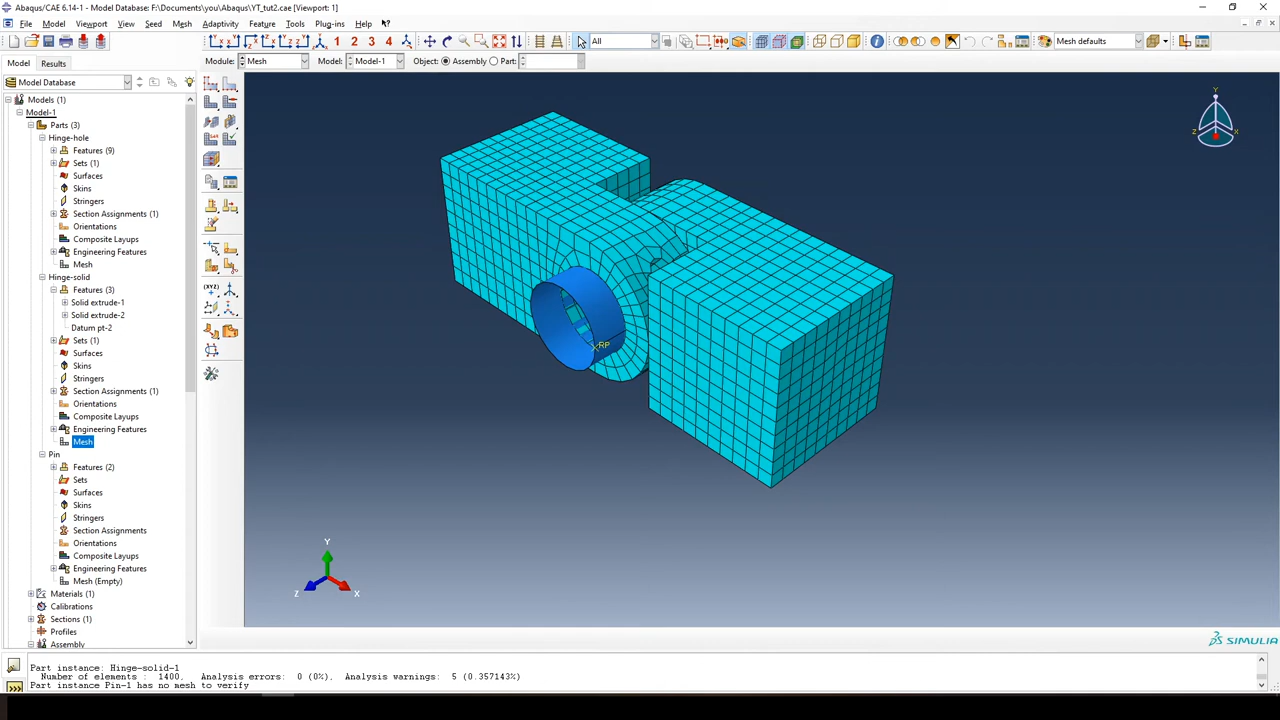 Abaqus/CAE 6.14-1 - Model Database: F:\Documents\you\Abaqus\YT_tut2.cae [Viewport: 1]
File Model Viewport View Seed Mesh Adaptivity Feature Tools Plug-ins Help
1 2 3 4 All Mesh defaults
Model Results Module: Mesh Model: Model-1 Object: Assembly Part:
Model Database
Models (1)
Model-1
Parts (3)
Hinge-hole
Features (9)
Sets (1)
Surfaces
Skins
Stringers
Section Assignments (1)
Orientations
Composite Layups
Engineering Features
Mesh
Hinge-solid
Features (3)
Solid extrude-1
Solid extrude-2
Datum pt-2
Sets (1)
Surfaces
Skins
Stringers
Section Assignments (1)
Orientations
Composite Layups
Engineering Features
Mesh
Pin
Features (2)
Sets
Surfaces
Skins
Stringers
Section Assignments
Orientations
Composite Layups
Engineering Features
Mesh (Empty)
Materials (1)
Calibrations
Sections (1)
Profiles
Assembly
(XYZ)
RP
Y
Z X
Y
Z X
SIMULIA
Part instance: Hinge-solid-1
Number of elements : 1400, Analysis errors: 0 (0%), Analysis warnings: 5 (0.357143%)
Part instance Pin-1 has no mesh to verify